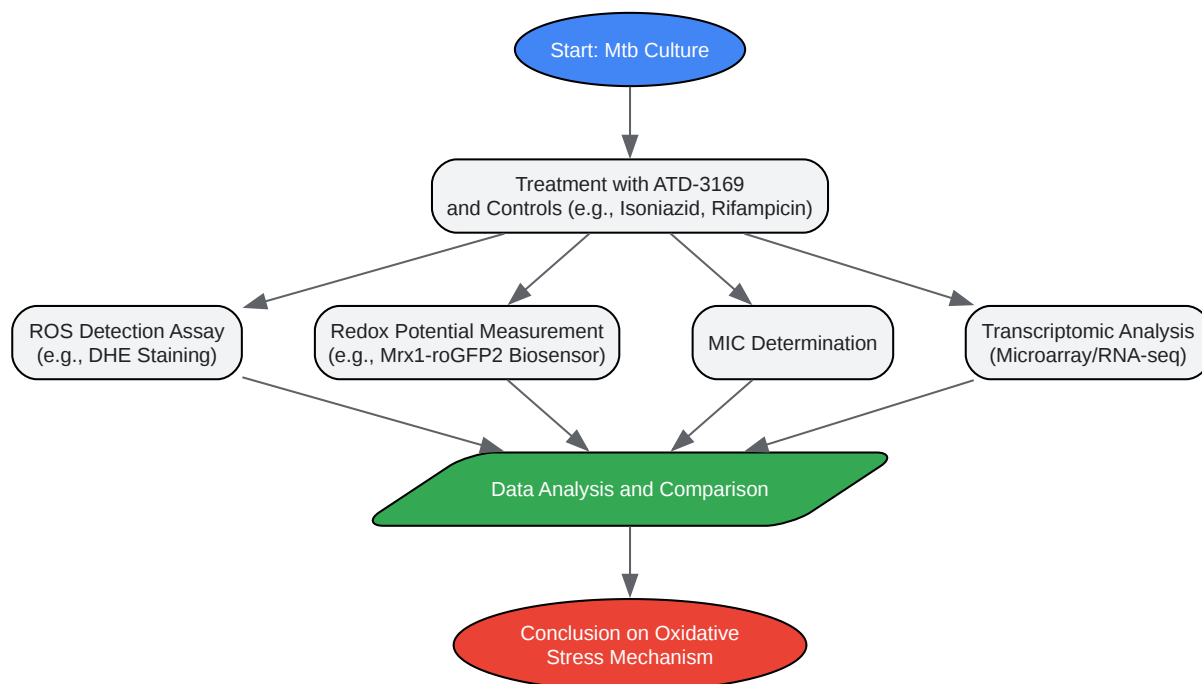 Start: Mtb Culture
Treatment with ATD-3169
and Controls (e.g., Isoniazid, Rifampicin)
ROS Detection Assay
(e.g., DHE Staining)
Redox Potential Measurement
(e.g., Mrx1-roGFP2 Biosensor)
MIC Determination
Transcriptomic Analysis
(Microarray/RNA-seq)
Data Analysis and Comparison
Conclusion on Oxidative
Stress Mechanism